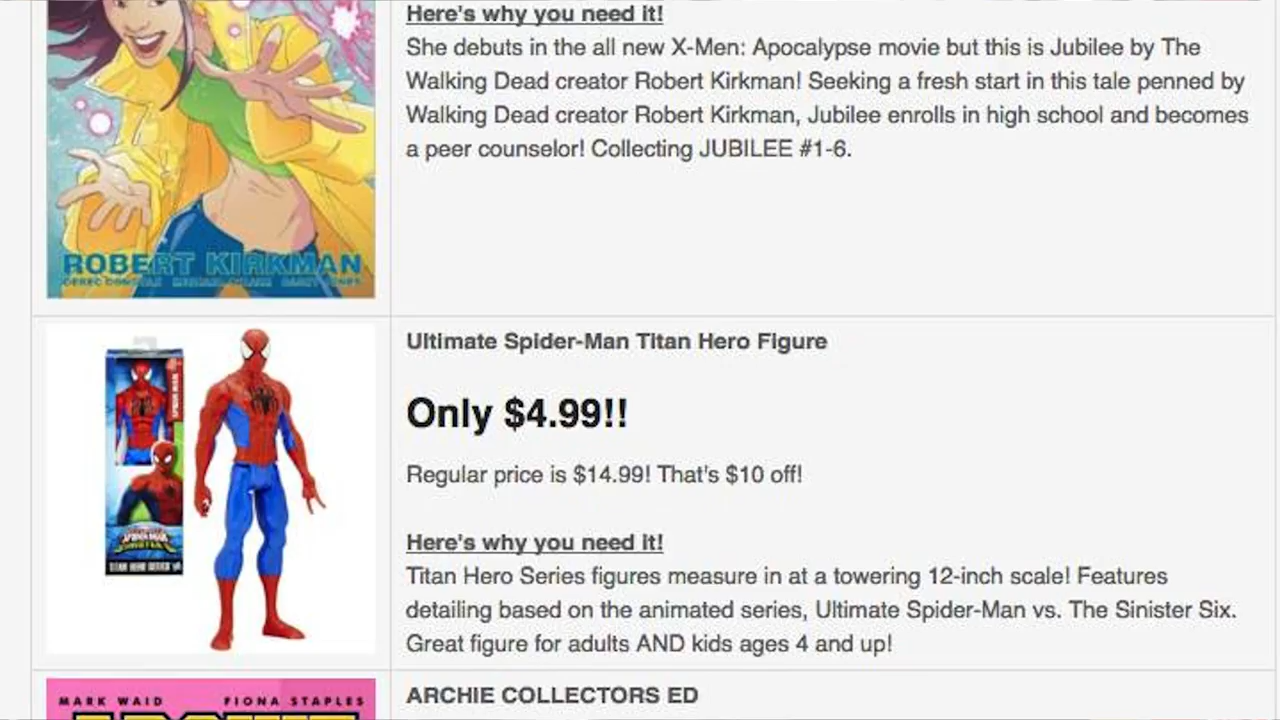 Here's why you need it!
She debuts in the all new X-Men: Apocalypse movie but this is Jubilee by The
Walking Dead creator Robert Kirkman! Seeking a fresh start in this tale penned by
Walking Dead creator Robert Kirkman, Jubilee enrolls in high school and becomes
a peer counselor! Collecting JUBILEE #1-6.
ROBERT KIRKMAN
Ultimate Spider-Man Titan Hero Figure
Only $4.99!!
Regular price is $14.99! That's $10 off!
Here's why you need it!
Titan Hero Series figures measure in at a towering 12-inch scale! Features
detailing based on the animated series, Ultimate Spider-Man vs. The Sinister Six.
Great figure for adults AND kids ages 4 and up!
SPIDER-MAN
TITAN HERO SERIES
MARK WAID FIONA STAPLES
ARCHIE COLLECTORS ED